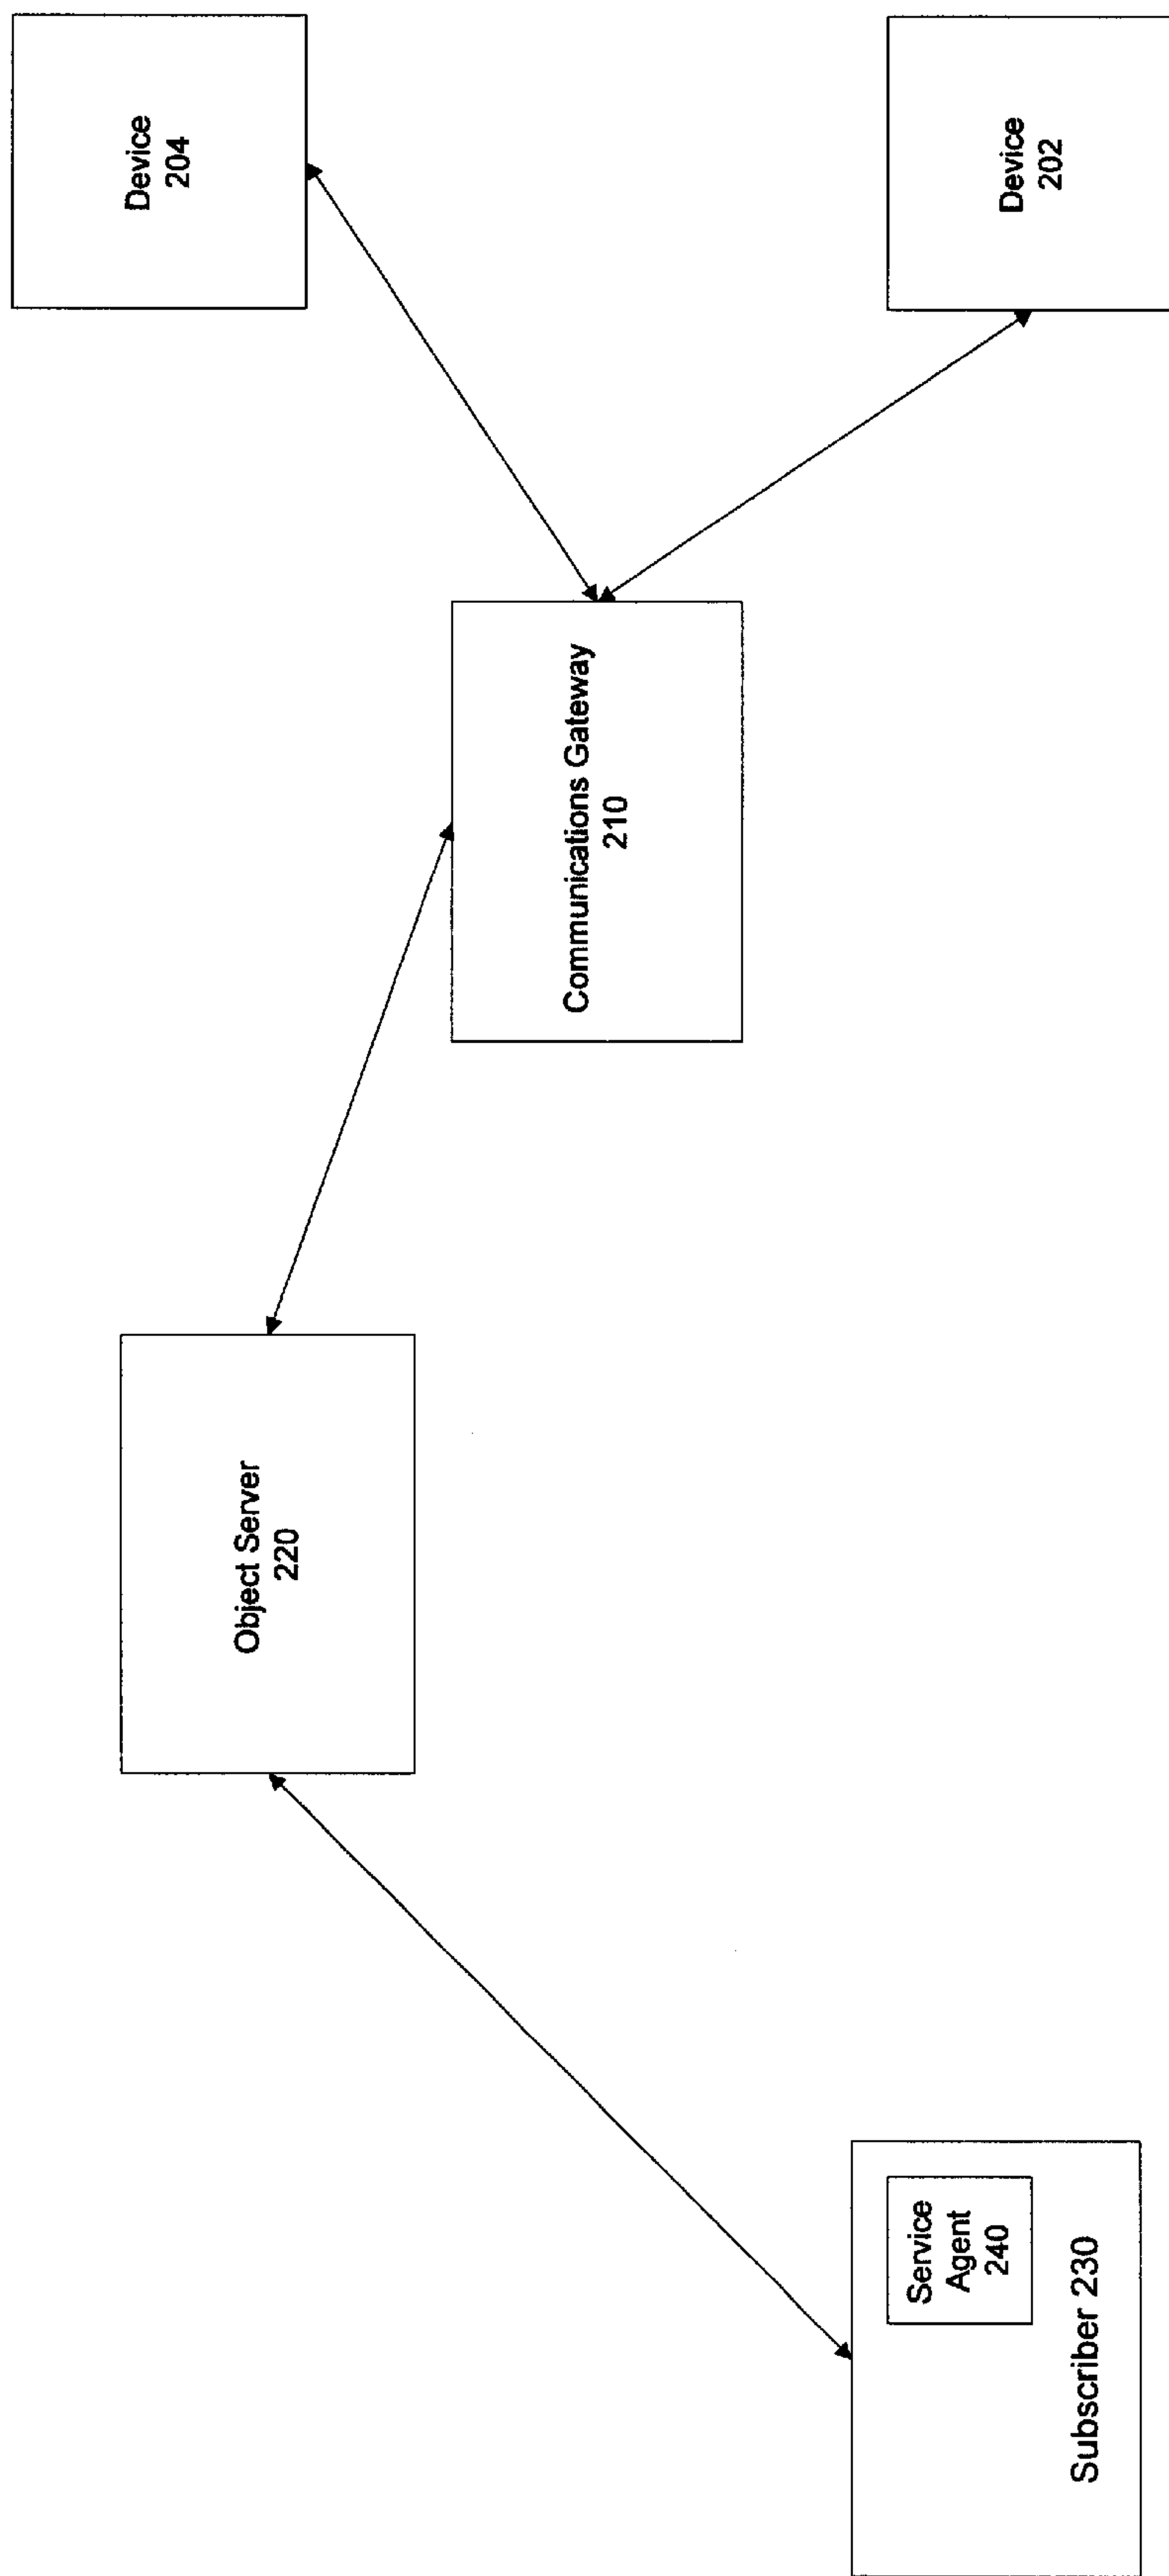 Device
204
Device
202
Communications Gateway
210
Object Server
220
Service
Agent
240
Subscriber 230